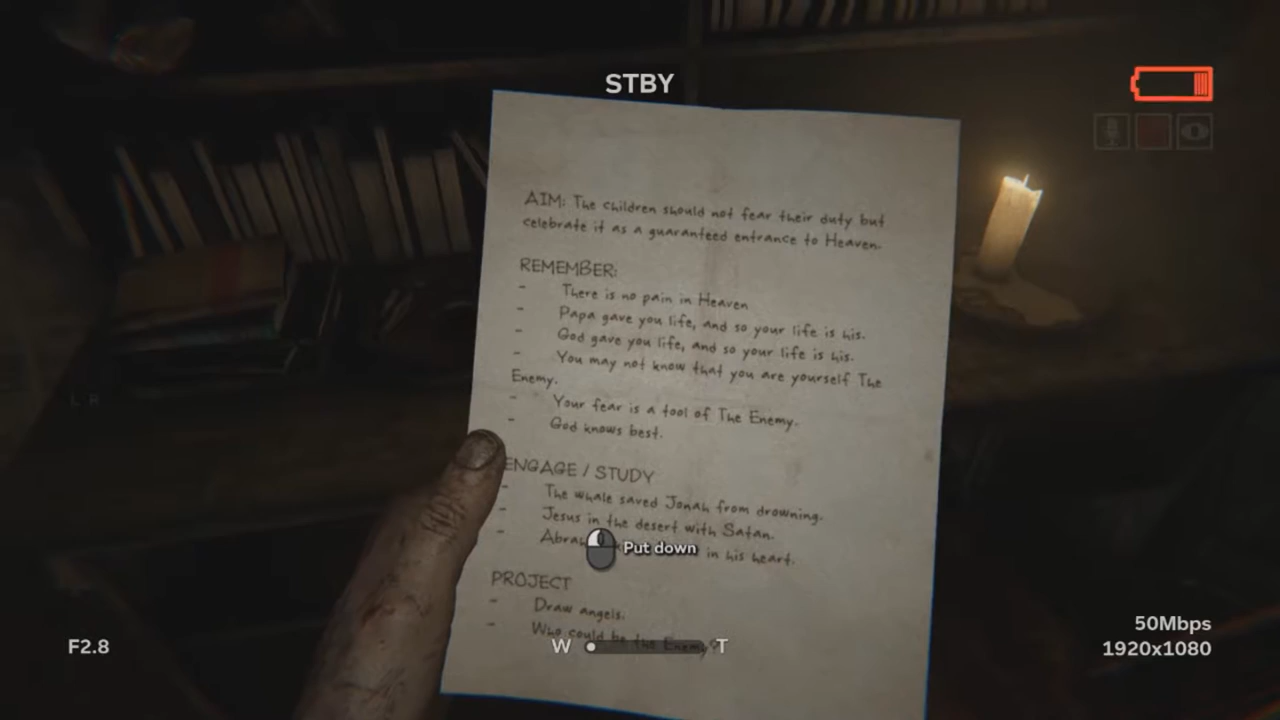 STBY
AIM: The children should not fear their duty but
celebrate it as a guaranteed entrance to Heaven.
REMEMBER:
- There is no pain in Heaven
- Papa gave you life, and so your life is his.
- God gave you life, and so your life is his.
- You may not know that you are yourself The
Enemy.
- Your fear is a tool of The Enemy.
- God knows best.
ENGAGE / STUDY
- The whale saved Jonah from drowning.
- Jesus in the desert with Satan.
- in his heart.
Put down
PROJECT
- Draw angels.
- Who could be the Enemy?
W T
F2.8
50Mbps
1920x1080